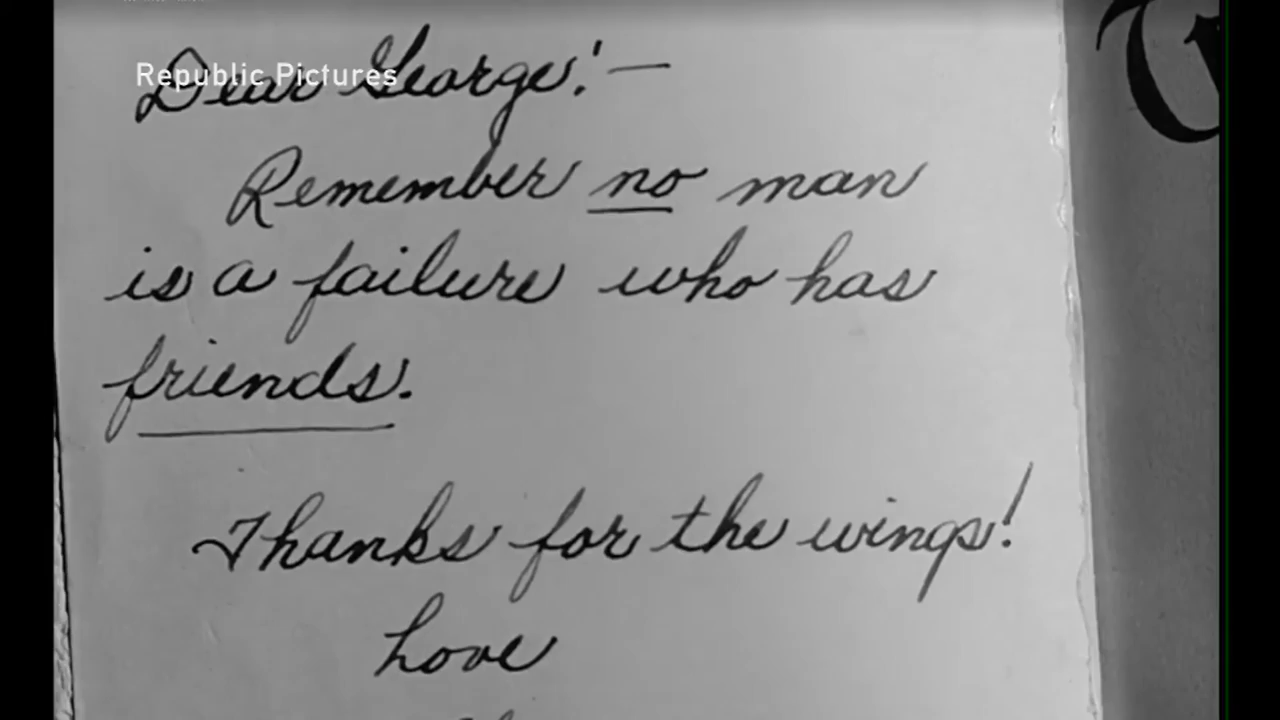 Republic Pictures
Dear George:—
Remember no man
is a failure who has
friends.
Thanks for the wings!
Love